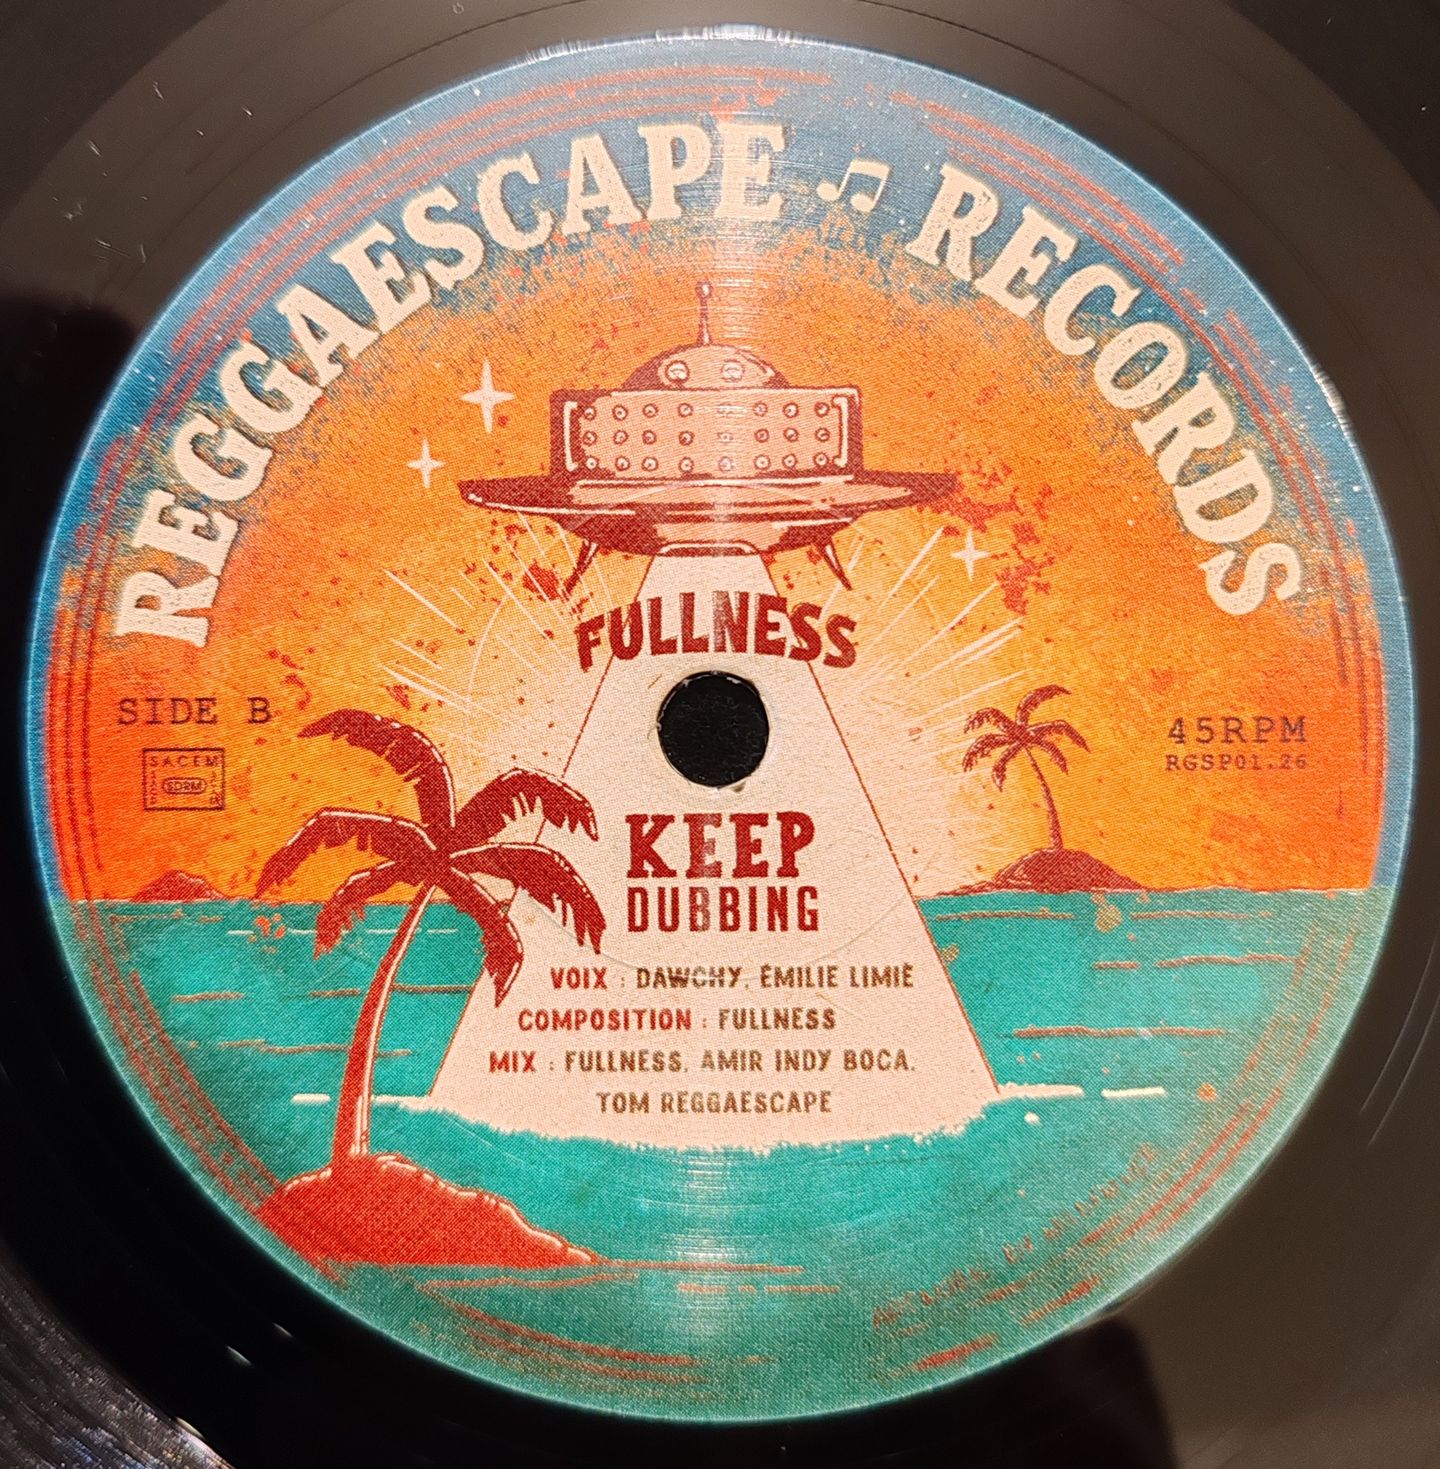 REGGAESCAPE ♫ RECORDS
FULLNESS
SIDE B
SACEM
SDRM
45RPM
RGSP01.26
KEEP
DUBBING
VOIX : DAWCHY, ÉMILIE LIMIÉ
COMPOSITION : FULLNESS
MIX : FULLNESS, AMIR INDY BOCA,
TOM REGGAESCAPE